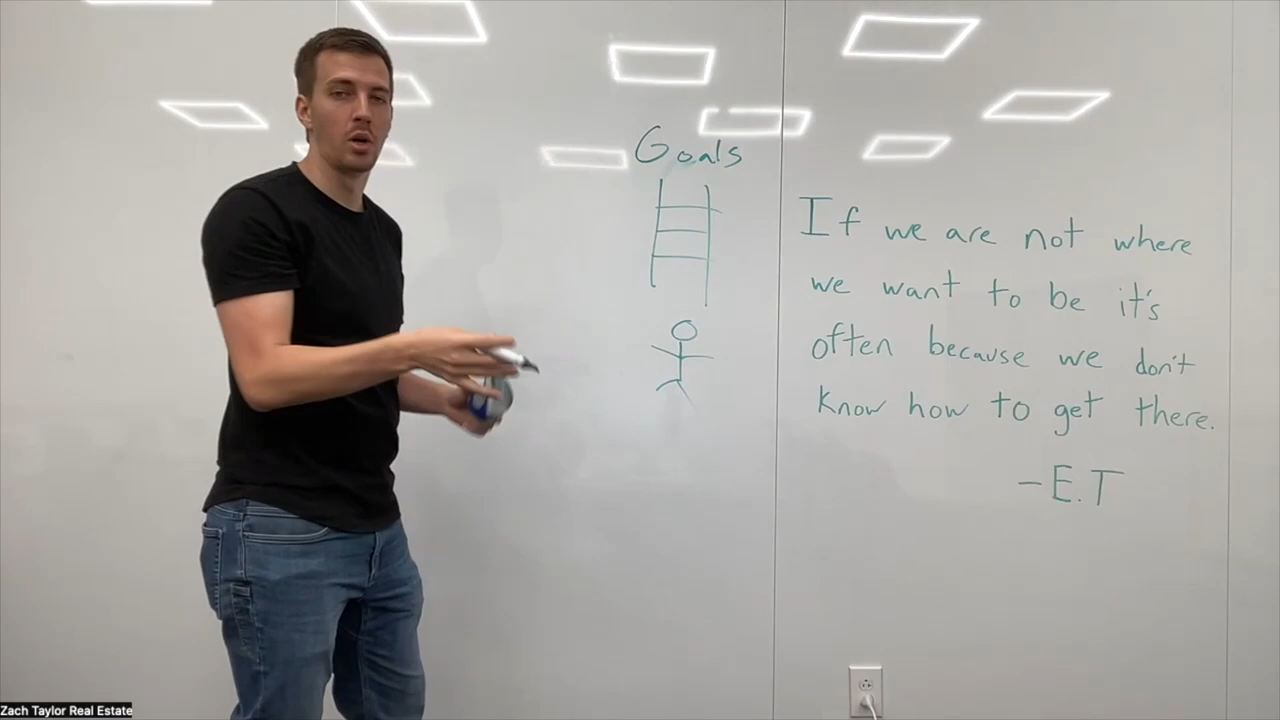 Goals
If we are not where
we want to be it's
often because we don't
know how to get there.
-E.T
Zach Taylor Real Estate